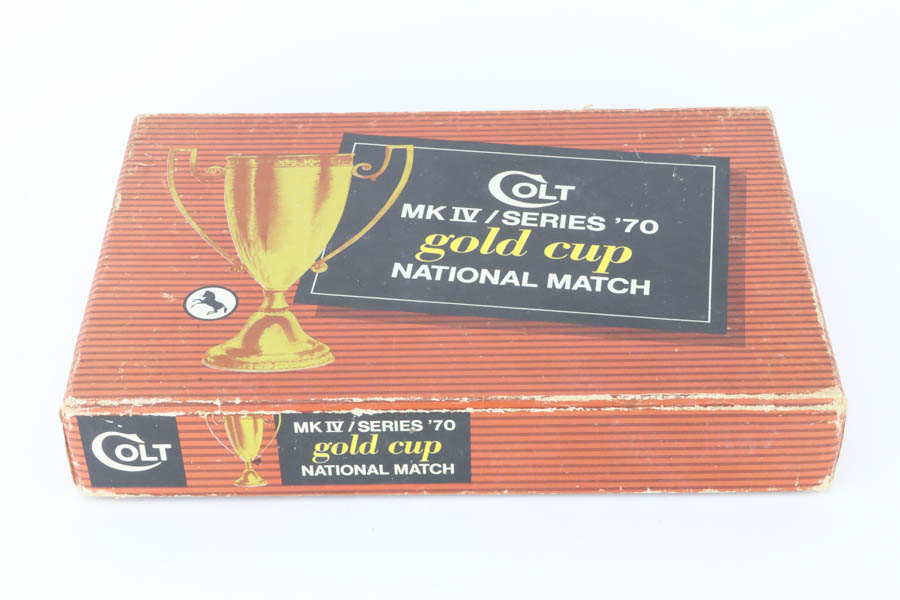 COLT
MK IV / SERIES '70
gold cup
NATIONAL MATCH
COLT
MK IV / SERIES '70
gold cup
NATIONAL MATCH